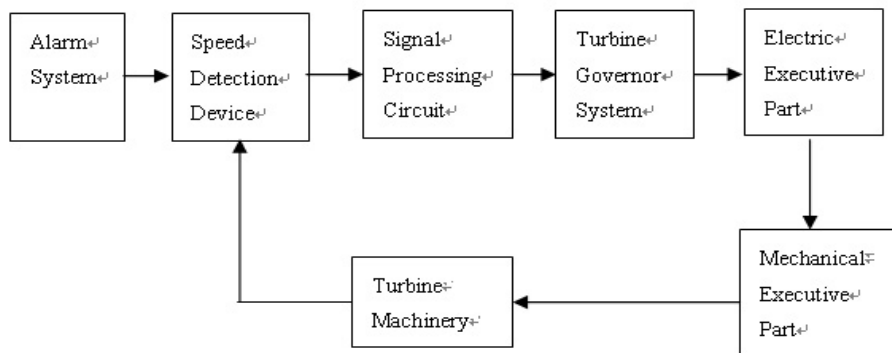 Alarm
System
Speed
Detection
Device
Signal
Processing
Circuit
Turbine
Governor
System
Electric
Executive
Part
Mechanical
Executive
Part
Turbine
Machinery